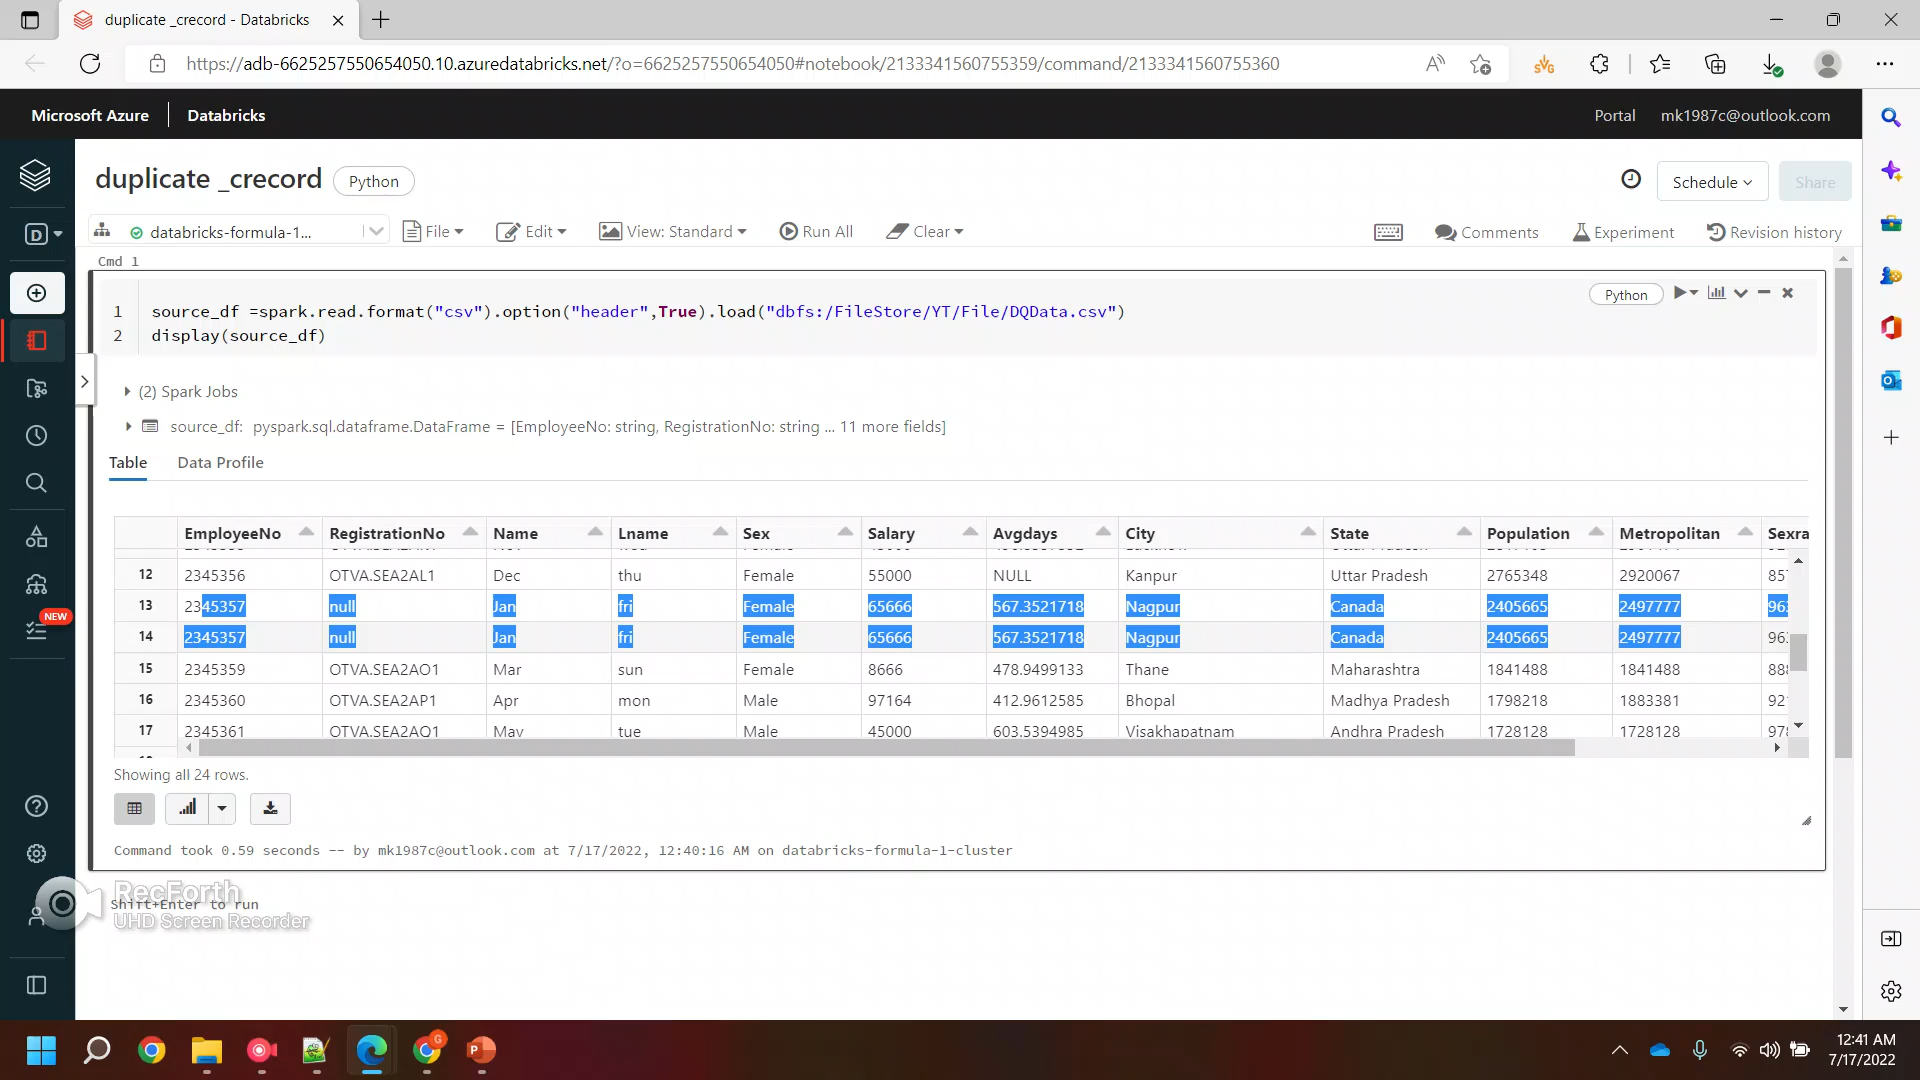 duplicate _crecord - Databricks
https://adb-6625257550654050.10.azuredatabricks.net/?o=6625257550654050#notebook/2133341560755359/command/2133341560755360
Microsoft Azure Databricks Portal mk1987c@outlook.com
duplicate _crecord Python Schedule Share
databricks-formula-1... File Edit View: Standard Run All Clear Comments Experiment Revision history
Cmd 1
Python
1 source_df =spark.read.format("csv").option("header",True).load("dbfs:/FileStore/YT/File/DQData.csv")
2 display(source_df)
(2) Spark Jobs
source_df: pyspark.sql.dataframe.DataFrame = [EmployeeNo: string, RegistrationNo: string ... 11 more fields]
Table Data Profile
EmployeeNo RegistrationNo Name Lname Sex Salary Avgdays City State Population Metropolitan Sexra
12 2345356 OTVA.SEA2AL1 Dec thu Female 55000 NULL Kanpur Uttar Pradesh 2765348 2920067 857
13 2345357 null Jan fri Female 65666 567.3521718 Nagpur Canada 2405665 2497777 963
14 2345357 null Jan fri Female 65666 567.3521718 Nagpur Canada 2405665 2497777 963
15 2345359 OTVA.SEA2AO1 Mar sun Female 8666 478.9499133 Thane Maharashtra 1841488 1841488 888
16 2345360 OTVA.SEA2AP1 Apr mon Male 97164 412.9612585 Bhopal Madhya Pradesh 1798218 1883381 921
17 2345361 OTVA.SEA2AQ1 May tue Male 45000 603.5394985 Visakhapatnam Andhra Pradesh 1728128 1728128 978
Showing all 24 rows.
Command took 0.59 seconds -- by mk1987c@outlook.com at 7/17/2022, 12:40:16 AM on databricks-formula-1-cluster
NEW
RecForth
Shift+Enter to run
UHD Screen Recorder
12:41 AM
7/17/2022